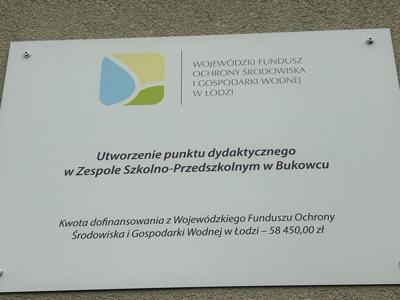 WOJEWÓDZKI FUNDUSZ
OCHRONY ŚRODOWISKA
I GOSPODARKI WODNEJ
W ŁODZI
Utworzenie punktu dydaktycznego
w Zespole Szkolno-Przedszkolnym w Bukowcu
Kwota dofinansowania z Wojewódzkiego Funduszu Ochrony
Środowiska i Gospodarki Wodnej w Łodzi – 58 450,00 zł